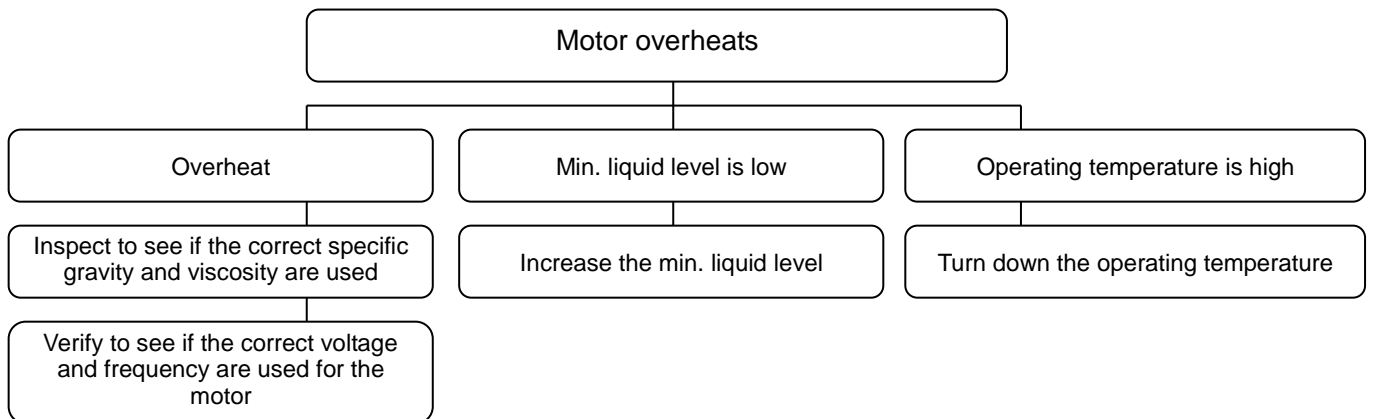 Motor overheats
Overheat
Min. liquid level is low
Operating temperature is high
Inspect to see if the correct specific
gravity and viscosity are used
Increase the min. liquid level
Turn down the operating temperature
Verify to see if the correct voltage
and frequency are used for the
motor